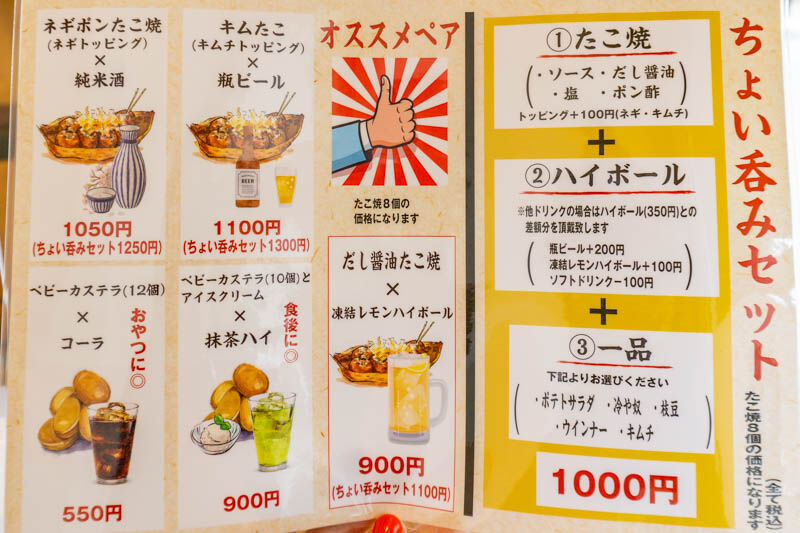 オススメペア
ネギポンたこ焼
(ネギトッピング)
×
純米酒
1050円
(ちょい呑みセット1250円)
キムたこ
(キムチトッピング)
×
瓶ビール
BEER
1100円
(ちょい呑みセット1300円)
たこ焼8個の
価格になります
ベビーカステラ(12個)
×
コーラ
おやつに◎
550円
ベビーカステラ(10個)と
アイスクリーム
×
抹茶ハイ
食後に◎
900円
だし醤油たこ焼
×
凍結レモンハイボール
900円
(ちょい呑みセット1100円)
ちょい呑みセット
①たこ焼
(・ソース・だし醤油
・塩 ・ポン酢)
トッピング+100円(ネギ・キムチ)
+
②ハイボール
※他ドリンクの場合はハイボール(350円)との
差額分を頂戴致します
(瓶ビール+200円
凍結レモンハイボール+100円
ソフトドリンク-100円)
+
③一品
下記よりお選びください
(・ポテトサラダ ・冷や奴 ・枝豆
・ウインナー ・キムチ)
1000円
たこ焼8個の価格になります
(全て税込)